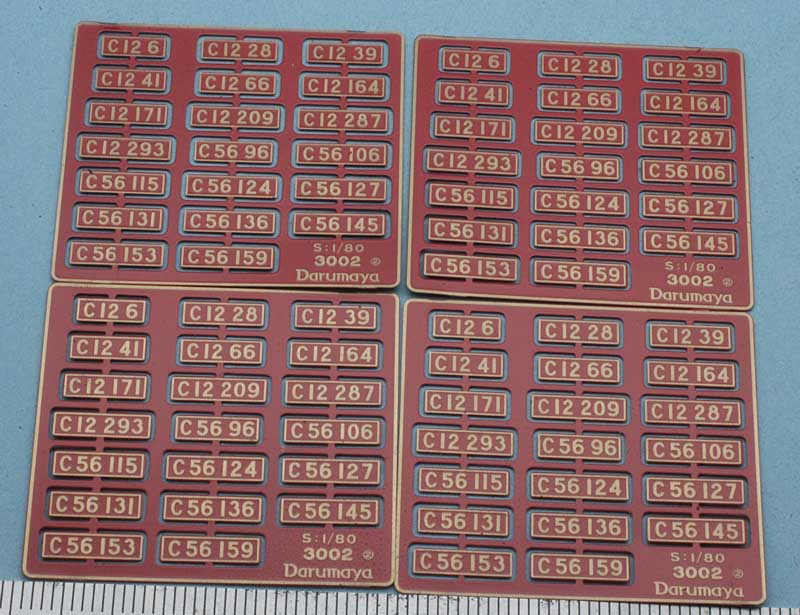 C12 6 C12 28 C12 39
C12 41 C12 66 C12 164
C12 171 C12 209 C12 287
C12 293 C56 96 C56 106
C56 115 C56 124 C56 127
C56 131 C56 136 C56 145
C56 153 C56 159 S:1/80
3002 ②
Darumaya
C12 6 C12 28 C12 39
C12 41 C12 66 C12 164
C12 171 C12 209 C12 287
C12 293 C56 96 C56 106
C56 115 C56 124 C56 127
C56 131 C56 136 C56 145
C56 153 C56 159 S:1/80
3002 ②
Darumaya
C12 6 C12 28 C12 39
C12 41 C12 66 C12 164
C12 171 C12 209 C12 287
C12 293 C56 96 C56 106
C56 115 C56 124 C56 127
C56 131 C56 136 C56 145
C56 153 C56 159 S:1/80
3002 ②
Darumaya
C12 6 C12 28 C12 39
C12 41 C12 66 C12 164
C12 171 C12 209 C12 287
C12 293 C56 96 C56 106
C56 115 C56 124 C56 127
C56 131 C56 136 C56 145
C56 153 C56 159 S:1/80
3002 ②
Darumaya